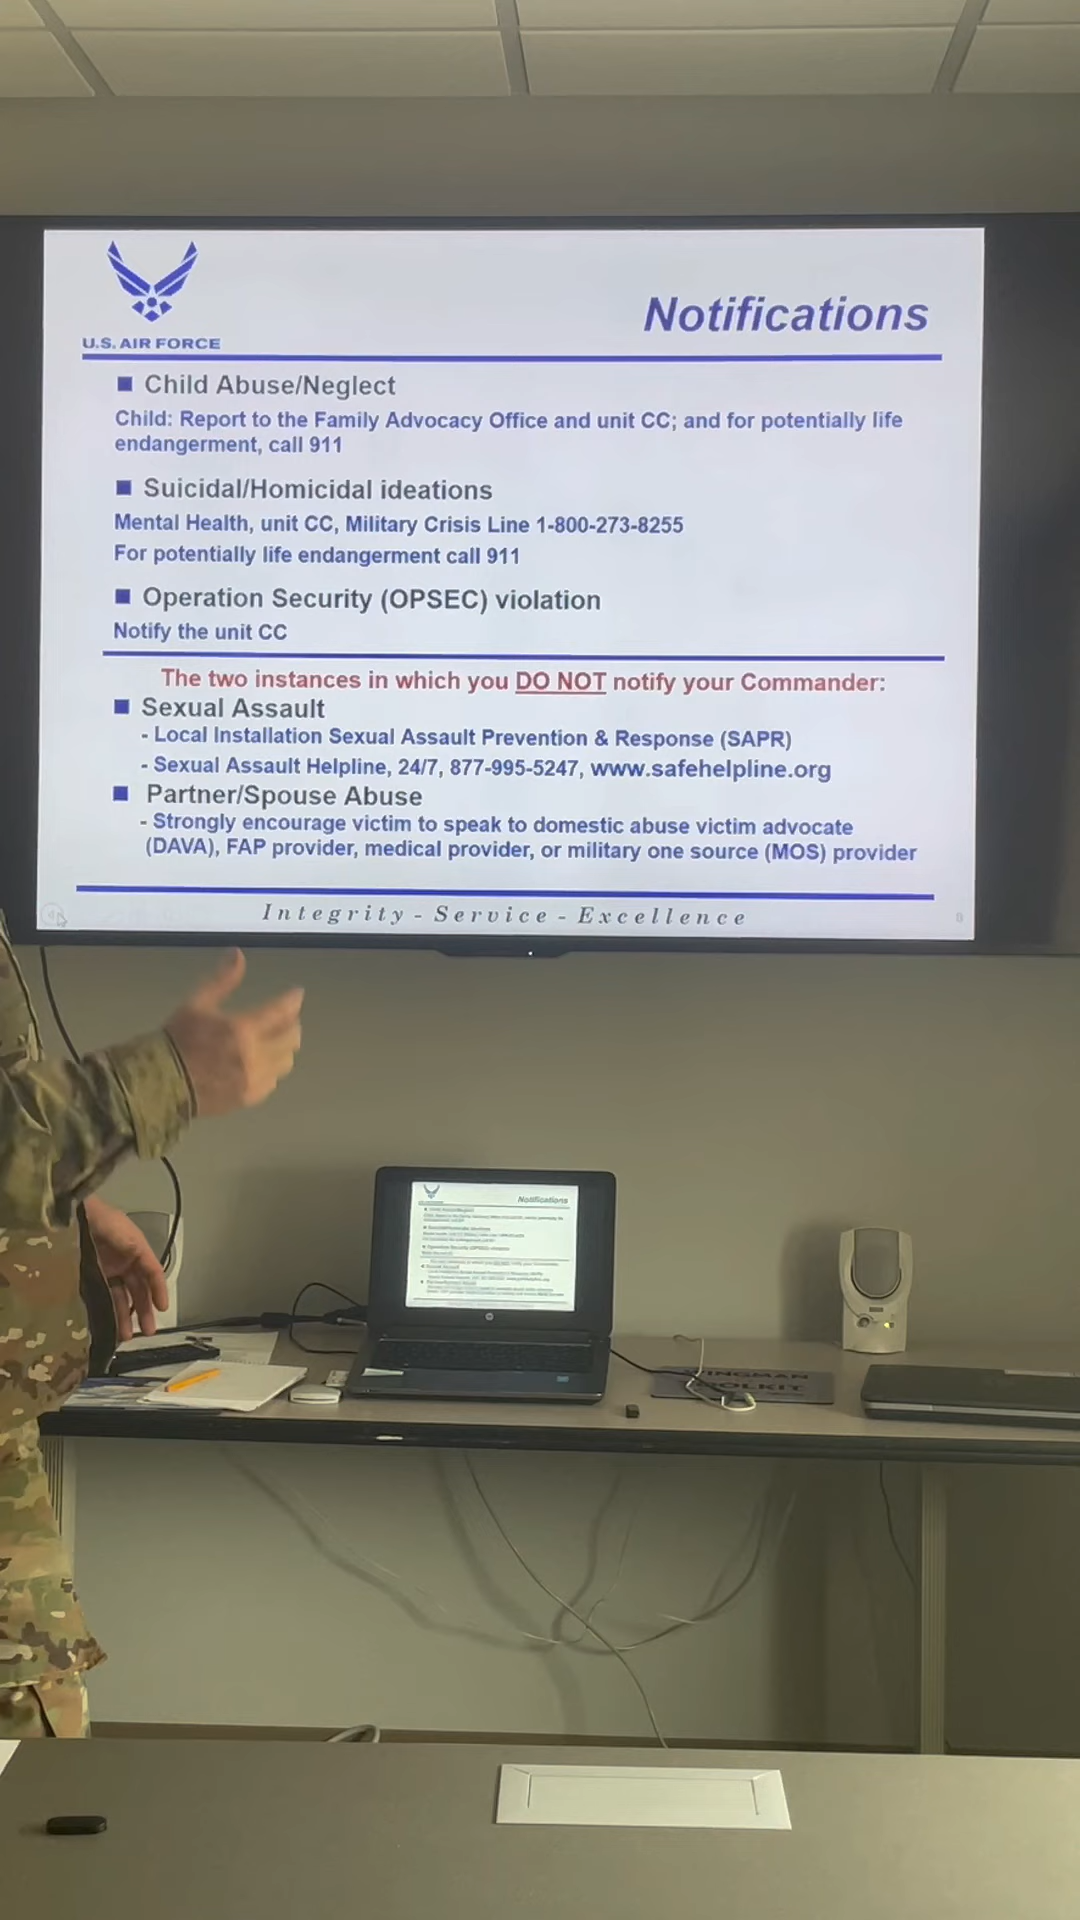 U.S. AIR FORCE
Notifications
Child Abuse/Neglect
Child: Report to the Family Advocacy Office and unit CC; and for potentially life
endangerment, call 911
Suicidal/Homicidal ideations
Mental Health, unit CC, Military Crisis Line 1-800-273-8255
For potentially life endangerment call 911
Operation Security (OPSEC) violation
Notify the unit CC
The two instances in which you DO NOT notify your Commander:
Sexual Assault
- Local Installation Sexual Assault Prevention & Response (SAPR)
- Sexual Assault Helpline, 24/7, 877-995-5247, www.safehelpline.org
Partner/Spouse Abuse
- Strongly encourage victim to speak to domestic abuse victim advocate
(DAVA), FAP provider, medical provider, or military one source (MOS) provider
Integrity - Service - Excellence
Notifications
hp